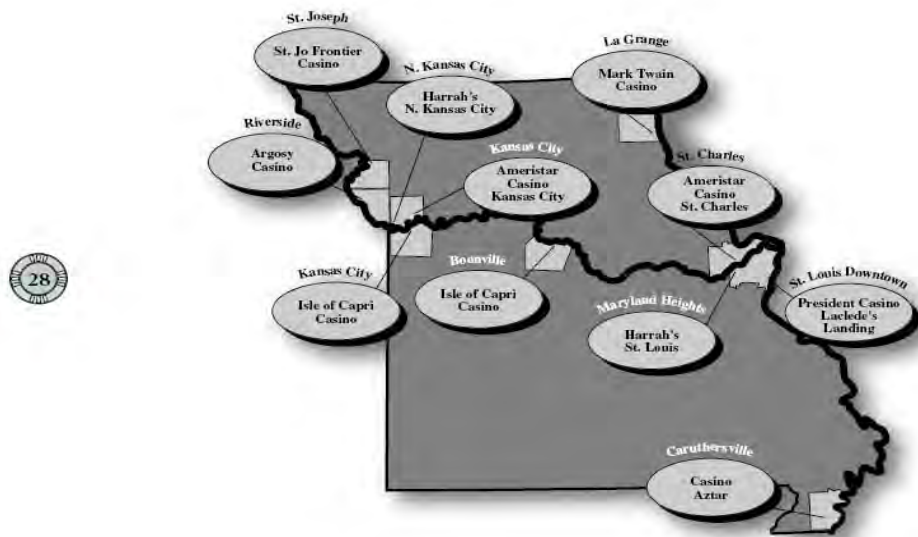 St. Joseph
St. Jo Frontier
Casino
N. Kansas City
Harrah's
N. Kansas City
La Grange
Mark Twain
Casino
Riverside
Argosy
Casino
Kansas City
Ameristar
Casino
Kansas City
St. Charles
Ameristar
Casino
St. Charles
28
Kansas City
Isle of Capri
Casino
Boonville
Isle of Capri
Casino
Maryland Heights
Harrah's
St. Louis
St. Louis Downtown
President Casino
Laclede's
Landing
Caruthersville
Casino
Aztar